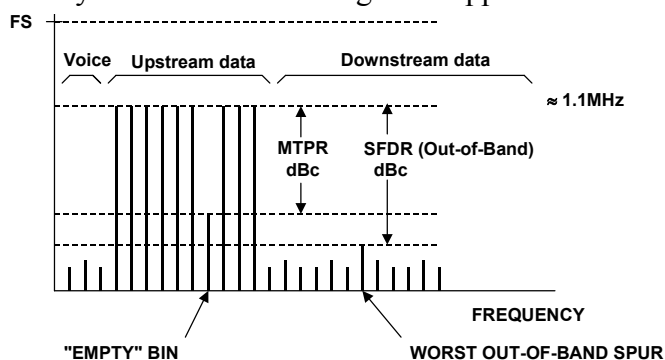 FS
Voice Upstream data Downstream data
≈ 1.1MHz
MTPR
dBc
SFDR (Out-of-Band)
dBc
FREQUENCY
"EMPTY" BIN
WORST OUT-OF-BAND SPUR